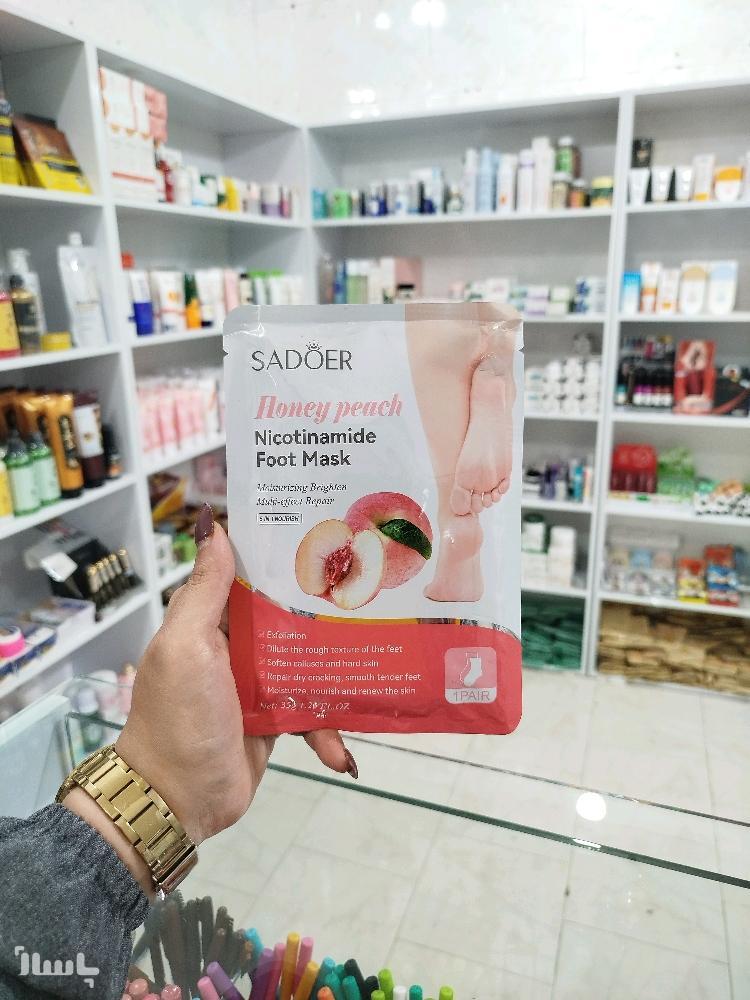 SADOER
Honey peach
Nicotinamide
Foot Mask
Moisturizing Brighten
Multi-effect Repair
Exfoliation
Dilute the rough texture of the feet
Soften calluses and hard skin
Repair dry cracking, smooth tender feet
Moisturize, nourish and renew the skin
1PAIR
باسلام